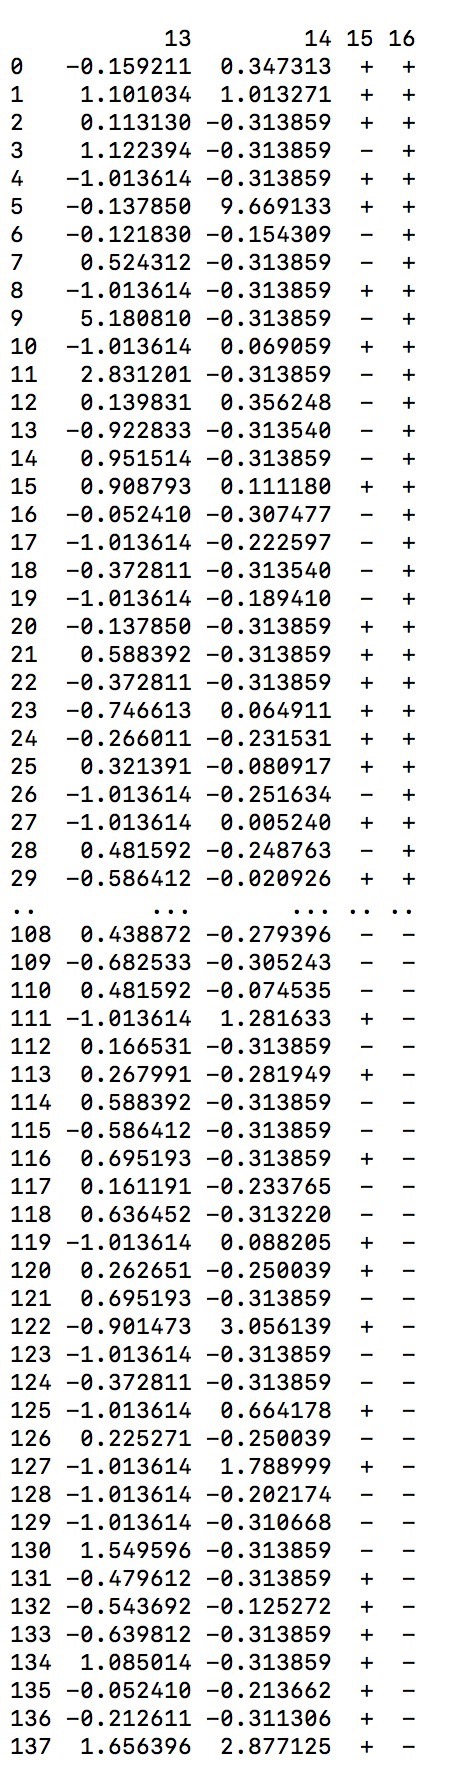 13 14 15 16
0 -0.159211 0.347313 + +
1 1.101034 1.013271 + +
2 0.113130 -0.313859 + +
3 1.122394 -0.313859 - +
4 -1.013614 -0.313859 + +
5 -0.137850 9.669133 + +
6 -0.121830 -0.154309 - +
7 0.524312 -0.313859 - +
8 -1.013614 -0.313859 + +
9 5.180810 -0.313859 - +
10 -1.013614 0.069059 + +
11 2.831201 -0.313859 - +
12 0.139831 0.356248 - +
13 -0.922833 -0.313540 - +
14 0.951514 -0.313859 - +
15 0.908793 0.111180 + +
16 -0.052410 -0.307477 - +
17 -1.013614 -0.222597 - +
18 -0.372811 -0.313540 - +
19 -1.013614 -0.189410 - +
20 -0.137850 -0.313859 + +
21 0.588392 -0.313859 + +
22 -0.372811 -0.313859 + +
23 -0.746613 0.064911 + +
24 -0.266011 -0.231531 + +
25 0.321391 -0.080917 + +
26 -1.013614 -0.251634 - +
27 -1.013614 0.005240 + +
28 0.481592 -0.248763 - +
29 -0.586412 -0.020926 + +
.. ... ... .. ..
108 0.438872 -0.279396 - -
109 -0.682533 -0.305243 - -
110 0.481592 -0.074535 - -
111 -1.013614 1.281633 + -
112 0.166531 -0.313859 - -
113 0.267991 -0.281949 + -
114 0.588392 -0.313859 - -
115 -0.586412 -0.313859 - -
116 0.695193 -0.313859 + -
117 0.161191 -0.233765 - -
118 0.636452 -0.313220 - -
119 -1.013614 0.088205 + -
120 0.262651 -0.250039 + -
121 0.695193 -0.313859 - -
122 -0.901473 3.056139 + -
123 -1.013614 -0.313859 - -
124 -0.372811 -0.313859 - -
125 -1.013614 0.664178 + -
126 0.225271 -0.250039 - -
127 -1.013614 1.788999 + -
128 -1.013614 -0.202174 - -
129 -1.013614 -0.310668 - -
130 1.549596 -0.313859 - -
131 -0.479612 -0.313859 + -
132 -0.543692 -0.125272 + -
133 -0.639812 -0.313859 + -
134 1.085014 -0.313859 + -
135 -0.052410 -0.213662 + -
136 -0.212611 -0.311306 + -
137 1.656396 2.877125 + -